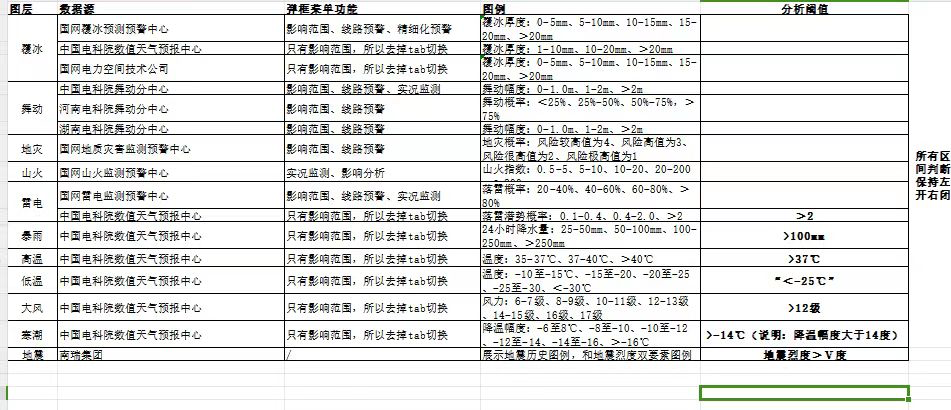 图层 数据源 弹框菜单功能 图例 分析阈值
覆冰
国网覆冰预测预警中心 影响范围、线路预警、精细化预警 覆冰厚度：0-5mm、5-10mm、10-15mm、15-
20mm、＞20mm
中国电科院数值天气预报中心 只有影响范围，所以去掉tab切换 覆冰厚度：1-10mm、10-20mm、＞20mm
国网电力空间技术公司 只有影响范围，所以去掉tab切换 覆冰厚度：0-5mm、5-10mm、10-15mm、15-
20mm、＞20mm
舞动
中国电科院舞动分中心 影响范围、线路预警、实况监测 舞动幅度：0-1.0m、1-2m、＞2m
河南电科院舞动分中心 影响范围、线路预警 舞动概率：＜25%、25%-50%、50%-75%，＞
75%
湖南电科院舞动分中心 影响范围、线路预警 舞动幅度：0-1.0m、1-2m、＞2m
地灾 国网地质灾害监测预警中心 影响范围、线路预警 地灾概率：风险较高值为4、风险高值为3、
风险很高值为2、风险极高值为1
山火 国网山火监测预警中心 实况监测、影响分析 山火指数：0.5-5、5-10、10-20、20-200
雷电
国网雷电监测预警中心 影响范围、线路预警、实况监测 落雷概率：20-40%、40-60%、60-80%、＞
80%
中国电科院数值天气预报中心 只有影响范围，所以去掉tab切换 落雷潜势概率：0.1-0.4、0.4-2.0、＞2 ＞2
暴雨 中国电科院数值天气预报中心 只有影响范围，所以去掉tab切换 24小时降水量：25-50mm、50-100mm、100-
250mm、＞250mm ＞100mm
高温 中国电科院数值天气预报中心 只有影响范围，所以去掉tab切换 温度：35-37℃、37-40℃、＞40℃ ＞37℃
低温 中国电科院数值天气预报中心 只有影响范围，所以去掉tab切换 温度：-10至-15℃、-15至-20、-20至-25
、-25至-30、＜-30℃ “＜-25℃”
大风 中国电科院数值天气预报中心 只有影响范围，所以去掉tab切换 风力：6-7级、8-9级、10-11级、12-13级
、14-15级、16级、17级 ＞12级
寒潮 中国电科院数值天气预报中心 只有影响范围，所以去掉tab切换 降温幅度：-6至8℃、-8至-10、-10至-12
、-12至-14、-14至-16、＞-16℃ ＞-14℃（说明：降温幅度大于14度）
地震 南瑞集团 / 展示地震历史图例，和地震烈度双要素图例 地震烈度＞Ⅴ度
所有区
间判断
保持左
开右闭